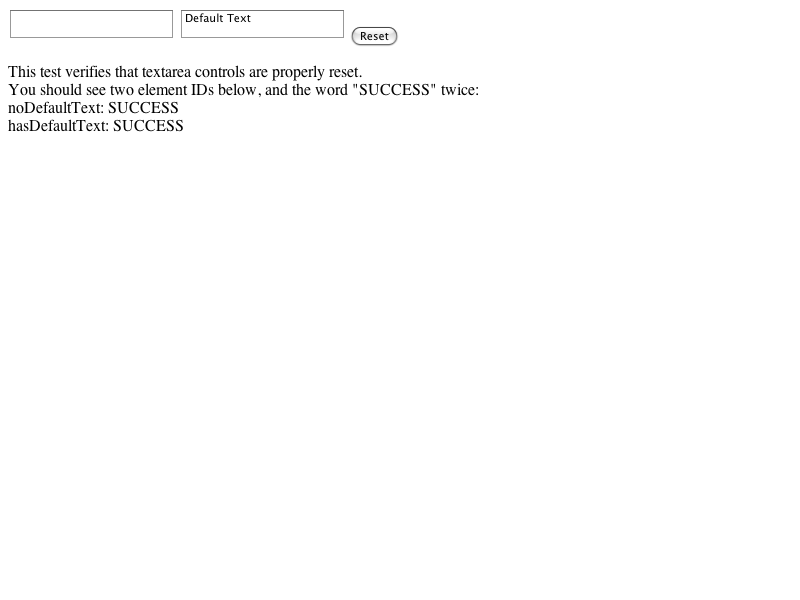 Default Text
Reset
This test verifies that textarea controls are properly reset.
You should see two element IDs below, and the word "SUCCESS" twice:
noDefaultText: SUCCESS
hasDefaultText: SUCCESS